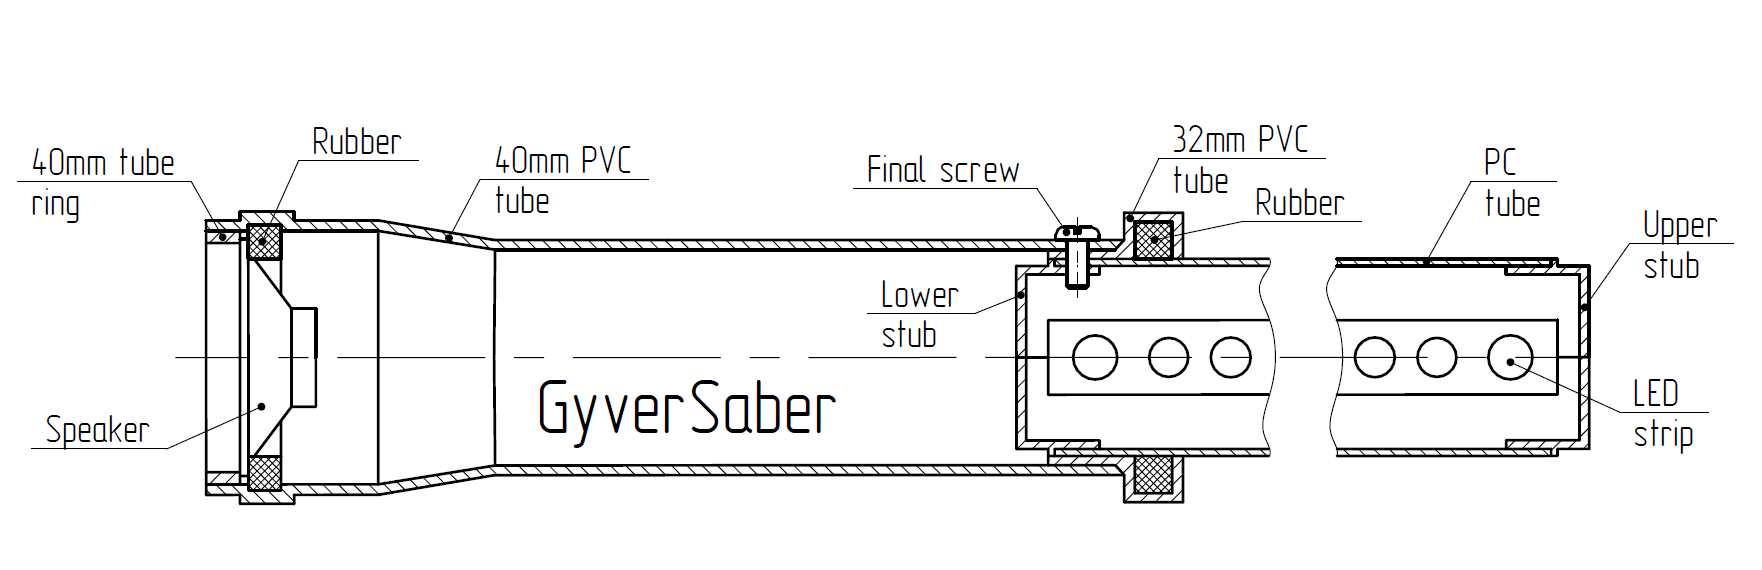 40mm tube
ring
Rubber
40mm PVC
tube
Final screw
32mm PVC
tube
Rubber
PC
tube
Upper
stub
Lower
stub
GyverSaber
Speaker
LED
strip